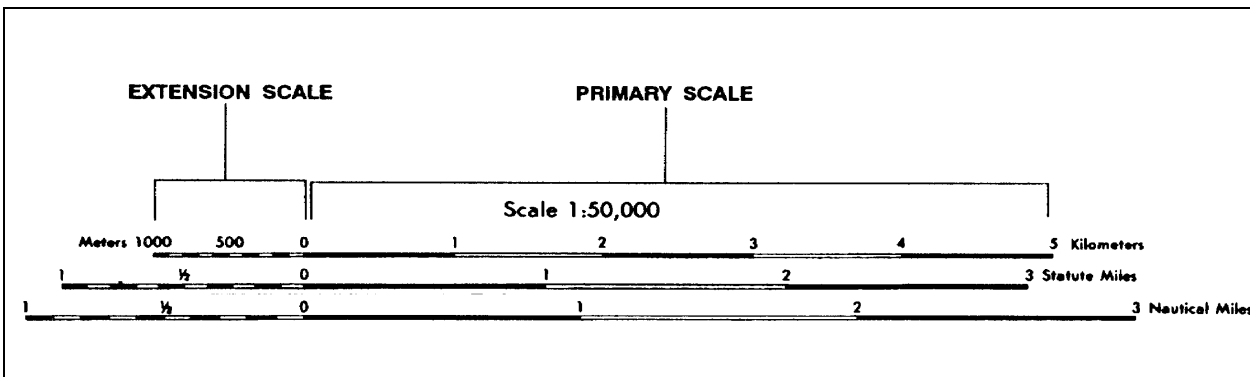 EXTENSION SCALE PRIMARY SCALE
Scale 1:50,000
Meters 1000 500 0 1 2 3 4 5 Kilometers
1 ½ 0 1 2 3 Statute Miles
1 ½ 0 1 2 3 Nautical Miles